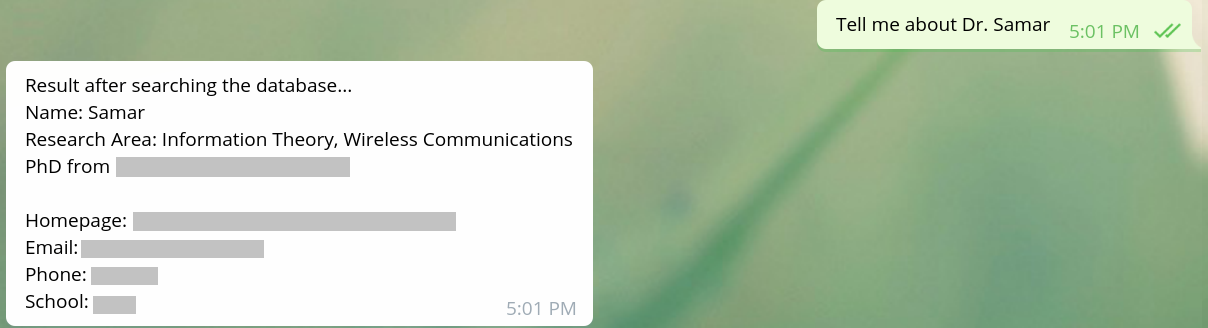 Tell me about Dr. Samar 5:01 PM
Result after searching the database...
Name: Samar
Research Area: Information Theory, Wireless Communications
PhD from
Homepage:
Email:
Phone:
School:
5:01 PM